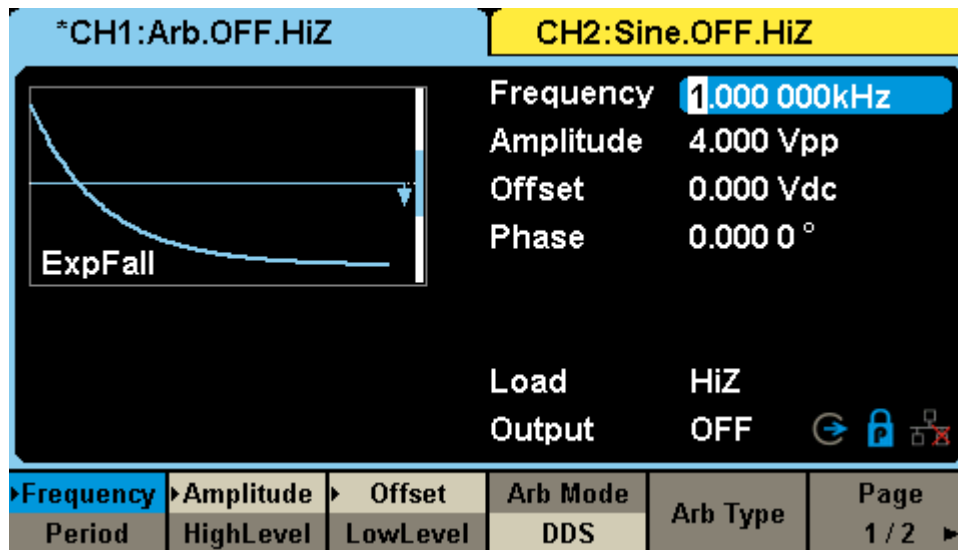 *CH1:Arb.OFF.HiZ
CH2:Sine.OFF.HiZ
Frequency 1.000 000kHz
Amplitude 4.000 Vpp
Offset 0.000 Vdc
Phase 0.000 0 °
ExpFall
Load HiZ
Output OFF
P
Frequency Amplitude Offset Arb Mode Arb Type Page
Period HighLevel LowLevel DDS 1 / 2